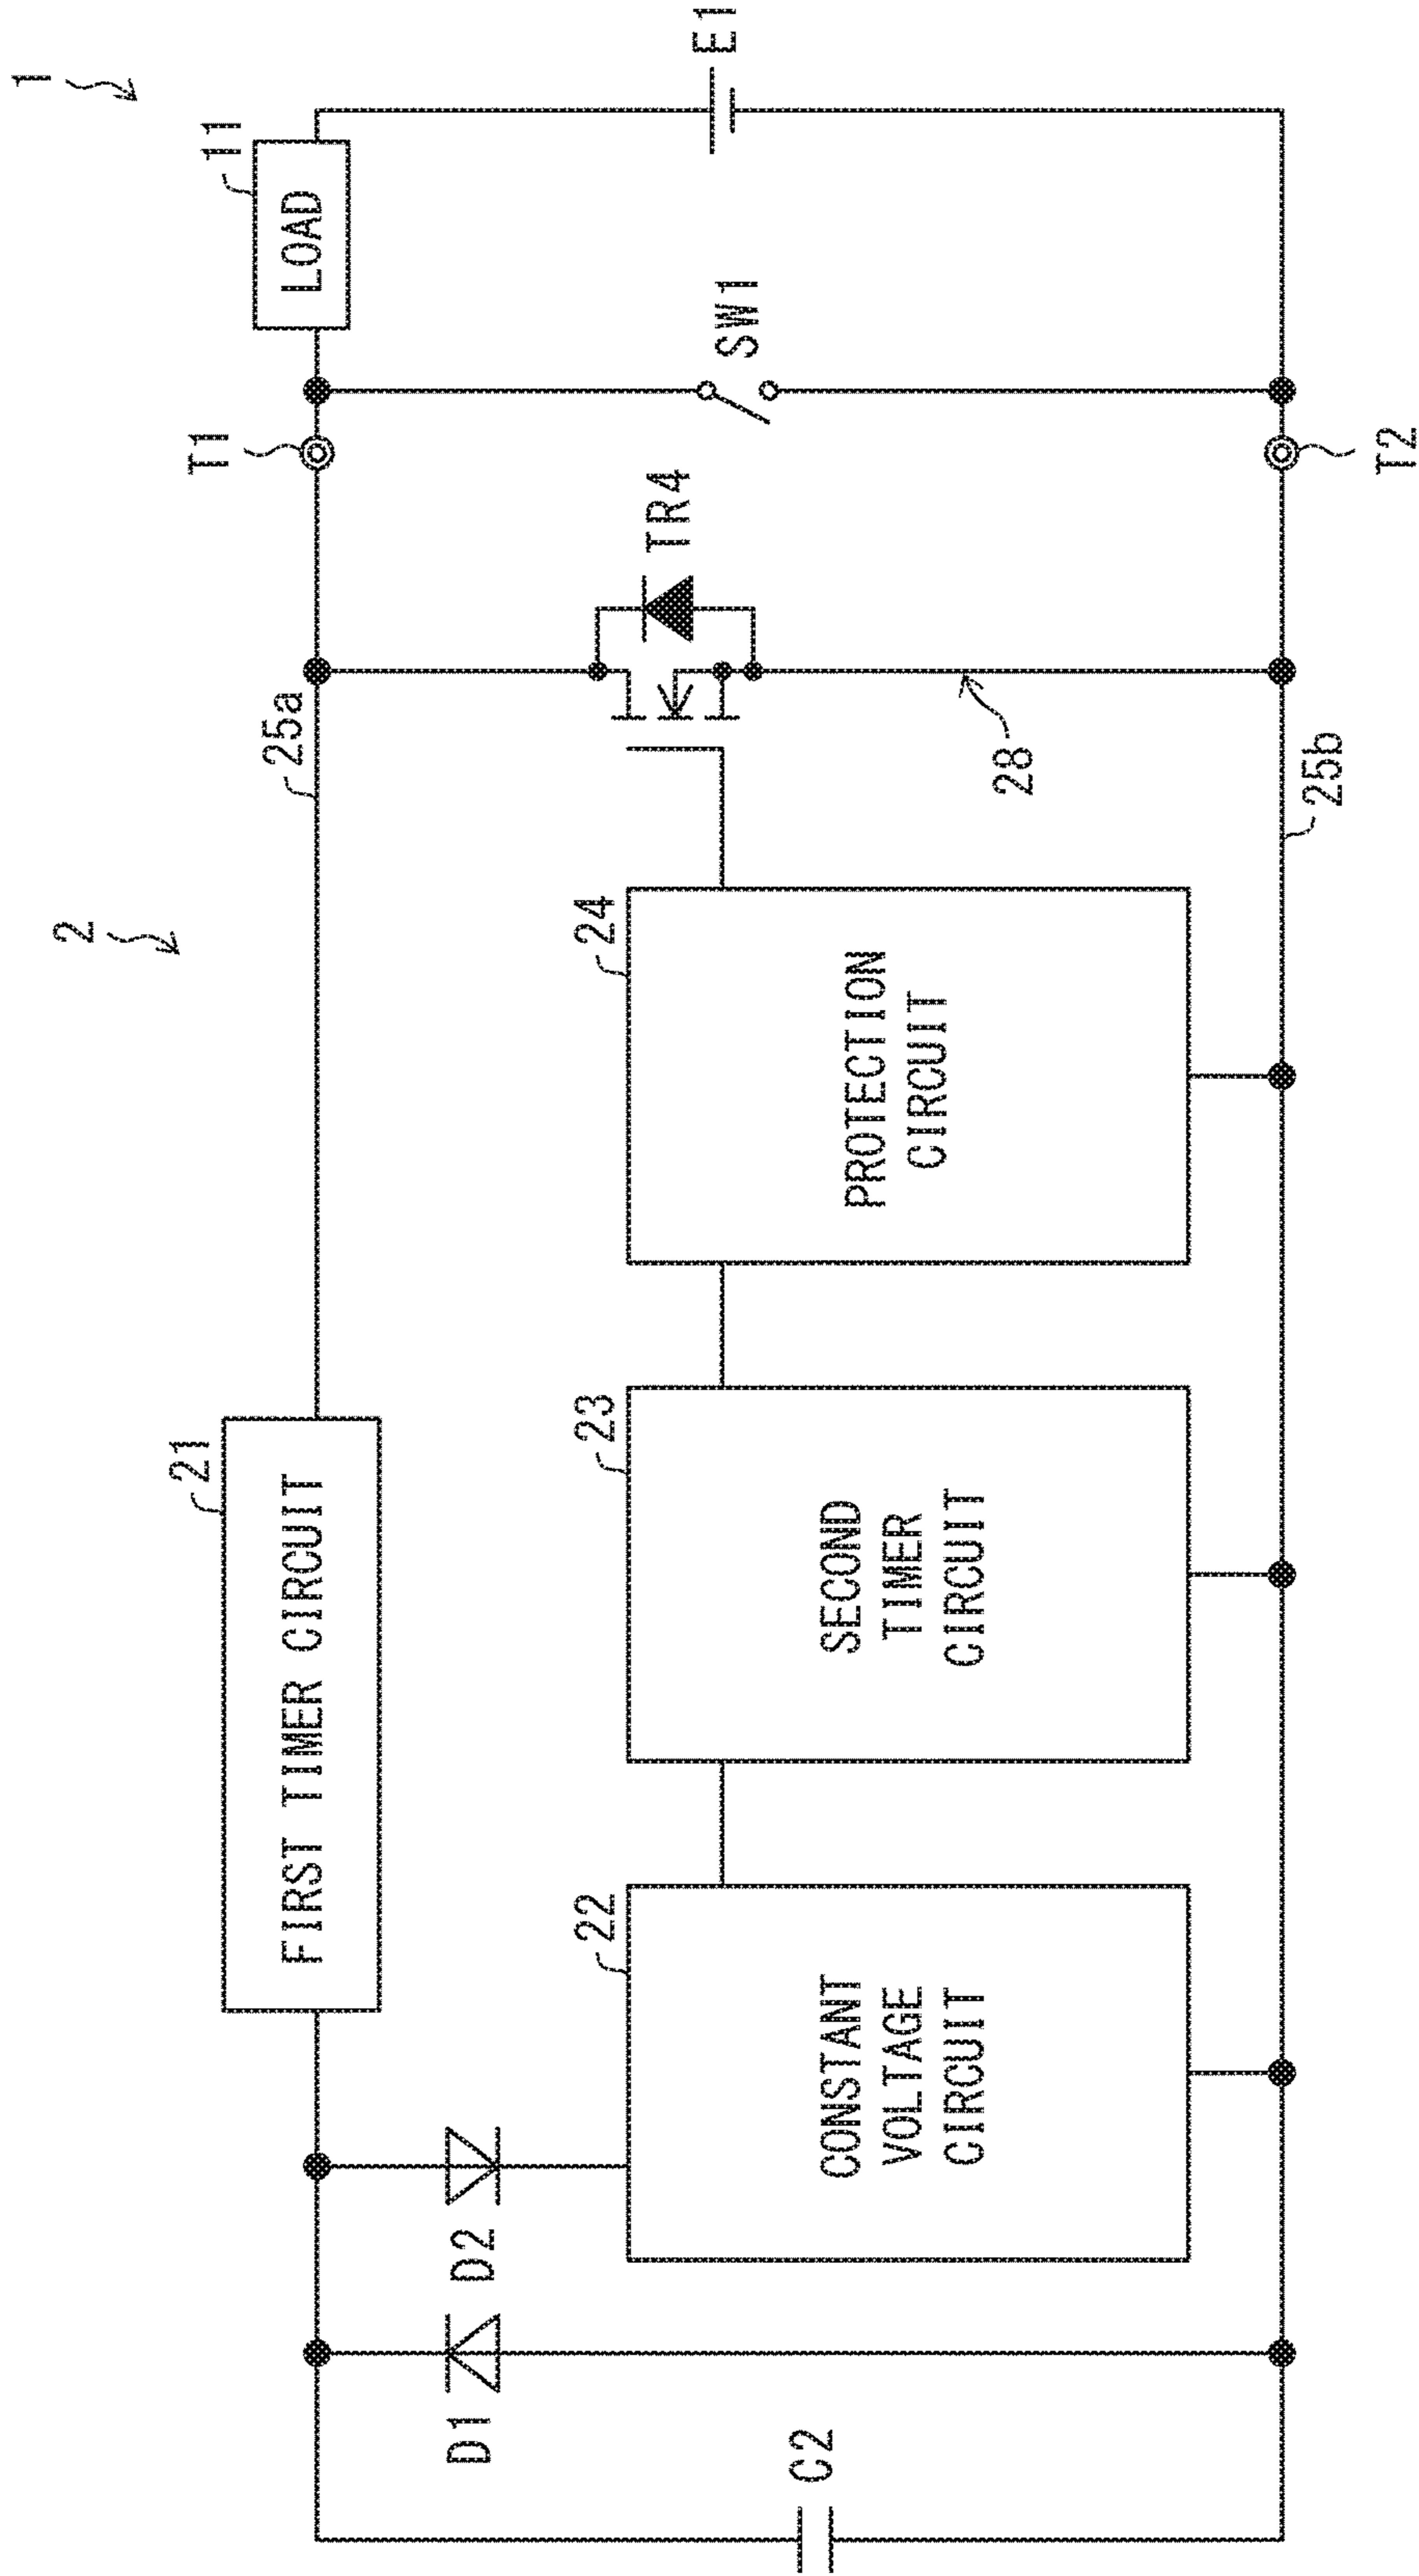 1
2
LOAD
11
E1
SW1
T1
T2
TR4
25a
25b
28
24
PROTECTION
CIRCUIT
21
FIRST TIMER CIRCUIT
23
SECOND
TIMER
CIRCUIT
22
CONSTANT
VOLTAGE
CIRCUIT
D2
D1
C2